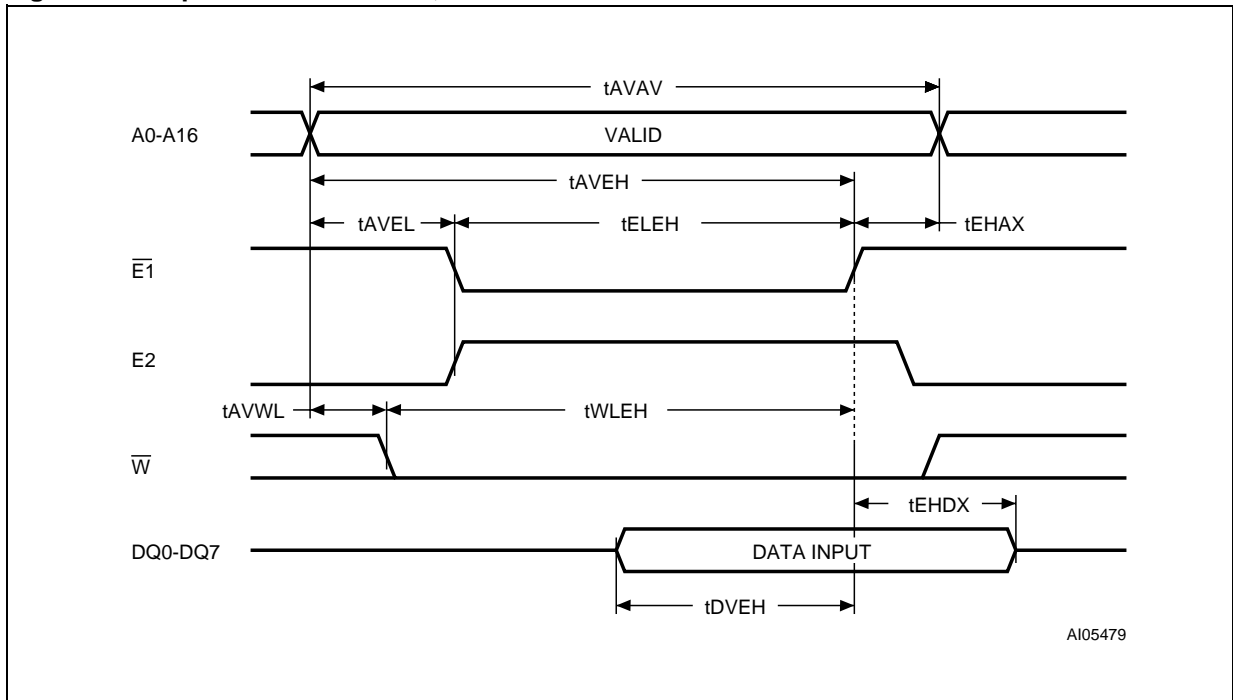 tAVAV
A0-A16
VALID
tAVEH
tAVEL
tELEH
tEHAX
E1
E2
tAVWL
tWLEH
W
tEHDX
DQ0-DQ7
DATA INPUT
tDVEH
AI05479